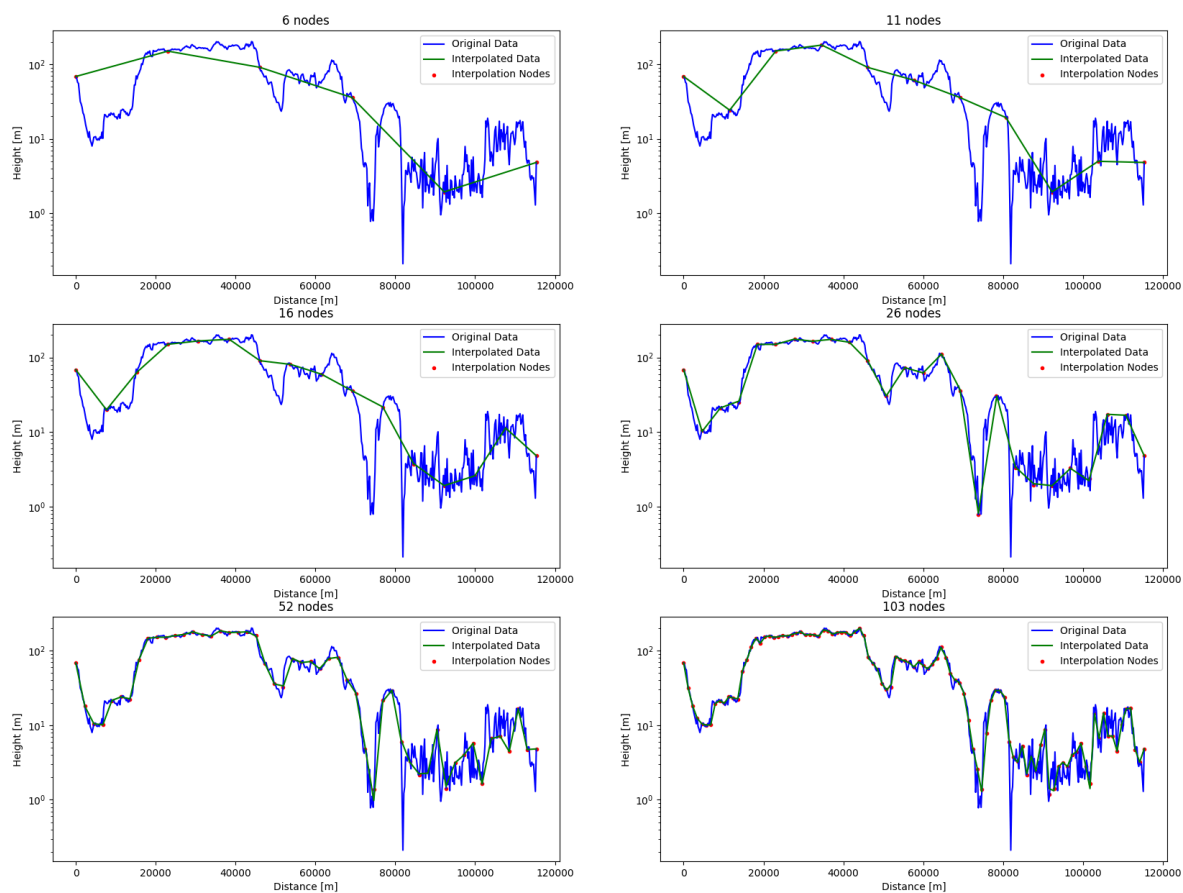 6 nodes
Height [m]
10²
10¹
10⁰
Original Data
Interpolated Data
Interpolation Nodes
0 20000 40000 60000 80000 100000 120000
Distance [m]
11 nodes
Height [m]
10²
10¹
10⁰
Original Data
Interpolated Data
Interpolation Nodes
0 20000 40000 60000 80000 100000 120000
Distance [m]
16 nodes
Height [m]
10²
10¹
10⁰
Original Data
Interpolated Data
Interpolation Nodes
0 20000 40000 60000 80000 100000 120000
Distance [m]
26 nodes
Height [m]
10²
10¹
10⁰
Original Data
Interpolated Data
Interpolation Nodes
0 20000 40000 60000 80000 100000 120000
Distance [m]
52 nodes
Height [m]
10²
10¹
10⁰
Original Data
Interpolated Data
Interpolation Nodes
0 20000 40000 60000 80000 100000 120000
Distance [m]
103 nodes
Height [m]
10²
10¹
10⁰
Original Data
Interpolated Data
Interpolation Nodes
0 20000 40000 60000 80000 100000 120000
Distance [m]